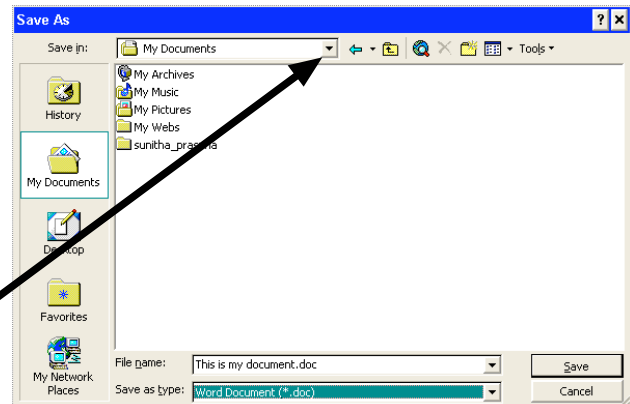 Save As
Save in: My Documents Tools
My Archives
My Music
My Pictures
My Webs
History
My Documents
Desktop
Favorites
My Network
Places
File name: This is my document.doc Save
Save as type: Word Document (*.doc) Cancel